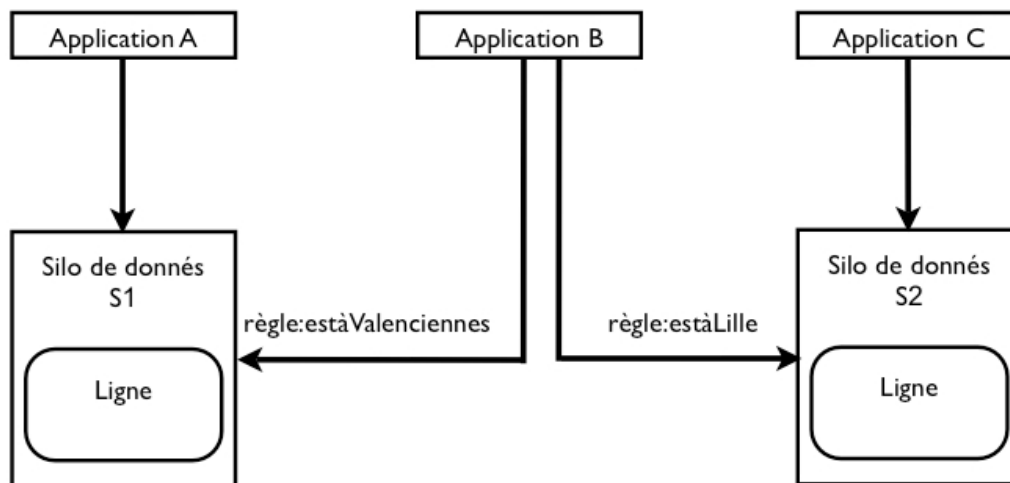 Application A
Application B
Application C
Silo de donnés
S1
Silo de donnés
S2
règle:estàValenciennes
règle:estàLille
Ligne
Ligne